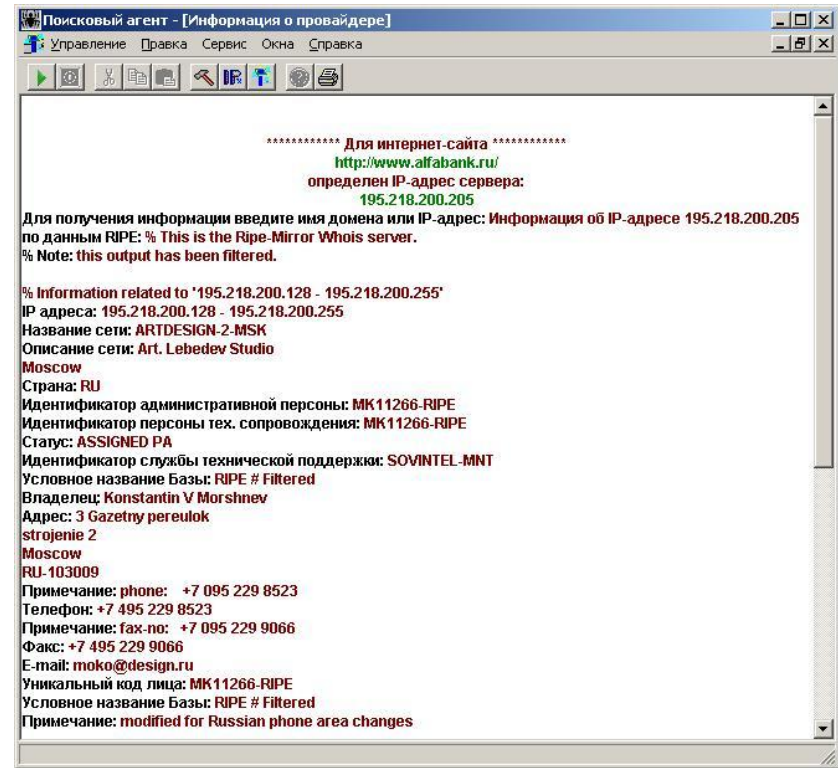 Поисковый агент - [Информация о провайдере]
Управление Правка Сервис Окна Справка
************ Для интернет-сайта ************
http://www.alfabank.ru/
определен IP-адрес сервера:
195.218.200.205
Для получения информации введите имя домена или IP-адрес: Информация об IP-адресе 195.218.200.205
по данным RIPE: % This is the Ripe-Mirror Whois server.
% Note: this output has been filtered.
% Information related to '195.218.200.128 - 195.218.200.255'
IP адреса: 195.218.200.128 - 195.218.200.255
Название сети: ARTDESIGN-2-MSK
Описание сети: Art. Lebedev Studio
Moscow
Страна: RU
Идентификатор административной персоны: MK11266-RIPE
Идентификатор персоны тех. сопровождения: MK11266-RIPE
Статус: ASSIGNED PA
Идентификатор службы технической поддержки: SOVINTEL-MNT
Условное название Базы: RIPE # Filtered
Владелец: Konstantin V Morshnev
Адрес: 3 Gazetny pereulok
strojenie 2
Moscow
RU-103009
Примечание: phone: +7 095 229 8523
Телефон: +7 495 229 8523
Примечание: fax-no: +7 095 229 9066
Факс: +7 495 229 9066
E-mail: moko@design.ru
Уникальный код лица: MK11266-RIPE
Условное название Базы: RIPE # Filtered
Примечание: modified for Russian phone area changes